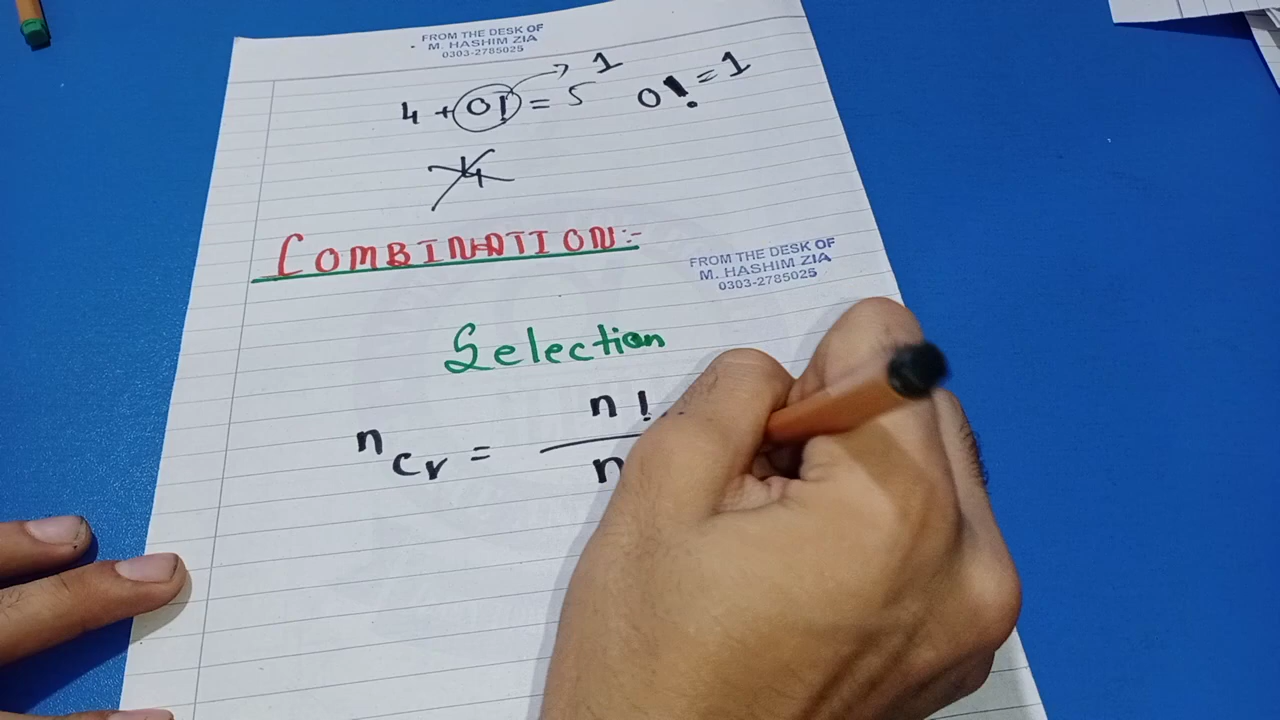 FROM THE DESK OF
M. HASHIM ZIA
0303-2785025
1
4 + 0! = 5 0! = 1
4
COMBINATION:-
FROM THE DESK OF
M. HASHIM ZIA
0303-2785025
Selection
n!
nCr =
n